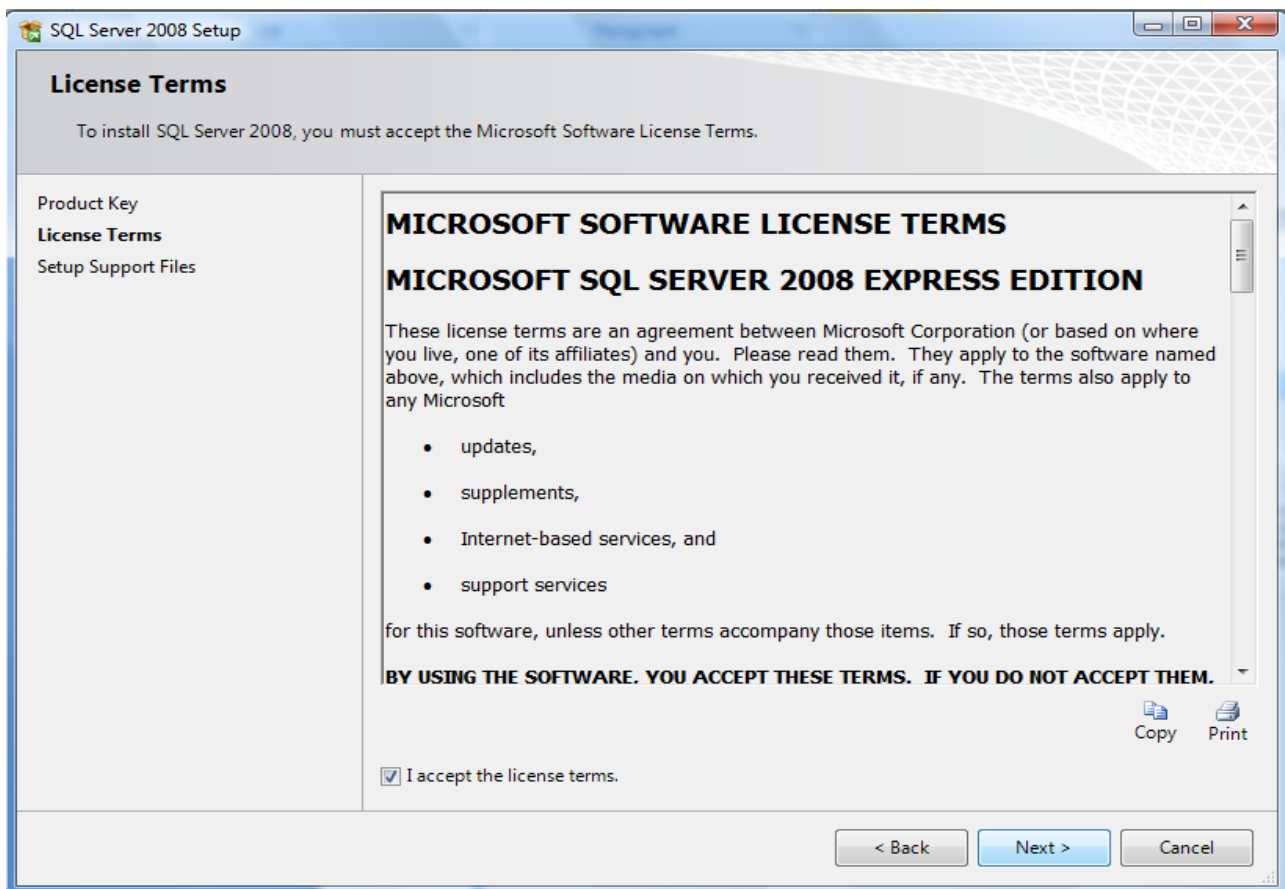 SQL Server 2008 Setup
License Terms
To install SQL Server 2008, you must accept the Microsoft Software License Terms.
Product Key
License Terms
Setup Support Files
MICROSOFT SOFTWARE LICENSE TERMS
MICROSOFT SQL SERVER 2008 EXPRESS EDITION
These license terms are an agreement between Microsoft Corporation (or based on where
you live, one of its affiliates) and you.  Please read them.  They apply to the software named
above, which includes the media on which you received it, if any.  The terms also apply to
any Microsoft
• updates,
• supplements,
• Internet-based services, and
• support services
for this software, unless other terms accompany those items.  If so, those terms apply.
BY USING THE SOFTWARE, YOU ACCEPT THESE TERMS.  IF YOU DO NOT ACCEPT THEM,
Copy Print
I accept the license terms.
< Back Next > Cancel